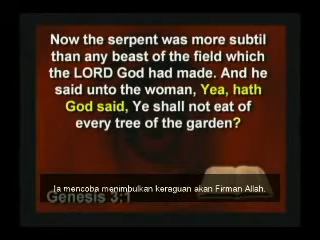 Now the serpent was more subtil
than any beast of the field which
the LORD God had made. And he
said unto the woman, Yea, hath
God said, Ye shall not eat of
every tree of the garden?
Ia mencoba menimbulkan keraguan akan Firman Allah.
Genesis 3:1